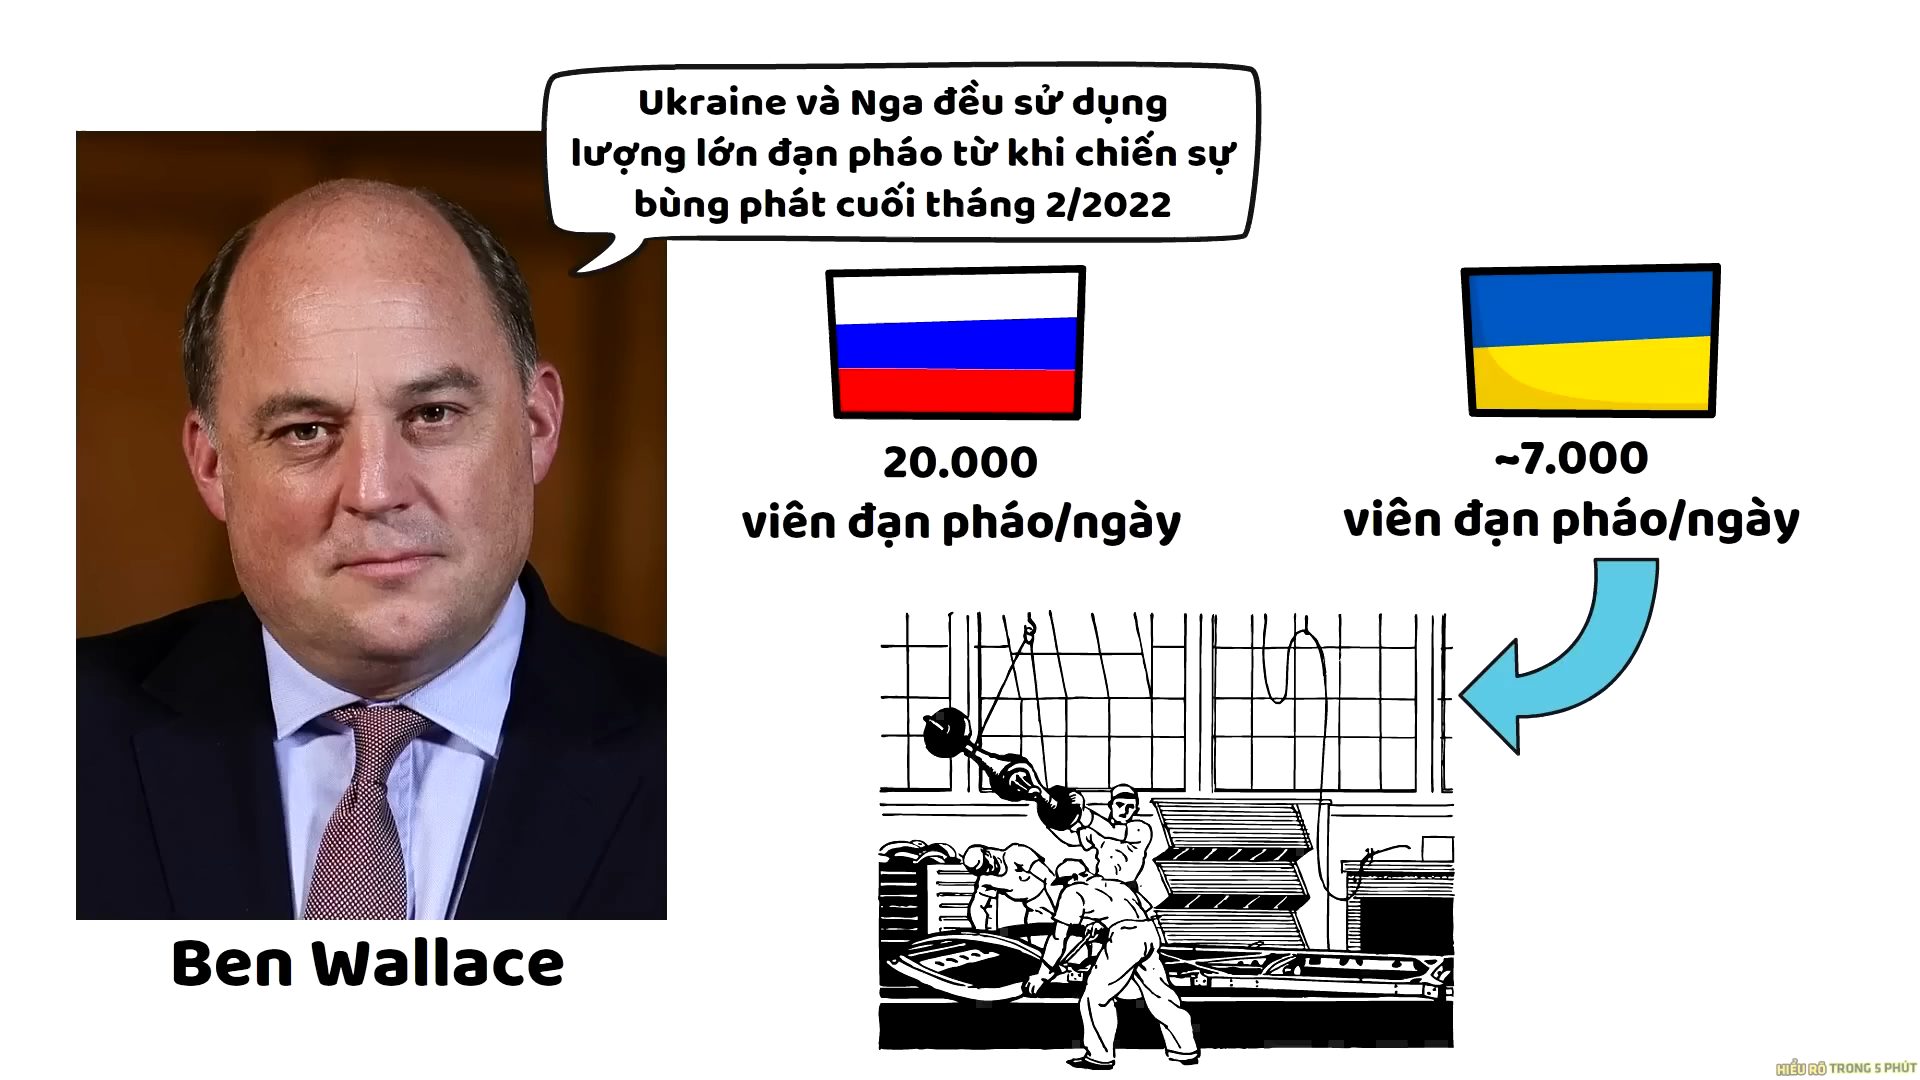 Ukraine và Nga đều sử dụng
lượng lớn đạn pháo từ khi chiến sự
bùng phát cuối tháng 2/2022
20.000
viên đạn pháo/ngày
~7.000
viên đạn pháo/ngày
Ben Wallace
HIỂU RÕ TRONG 5 PHÚT